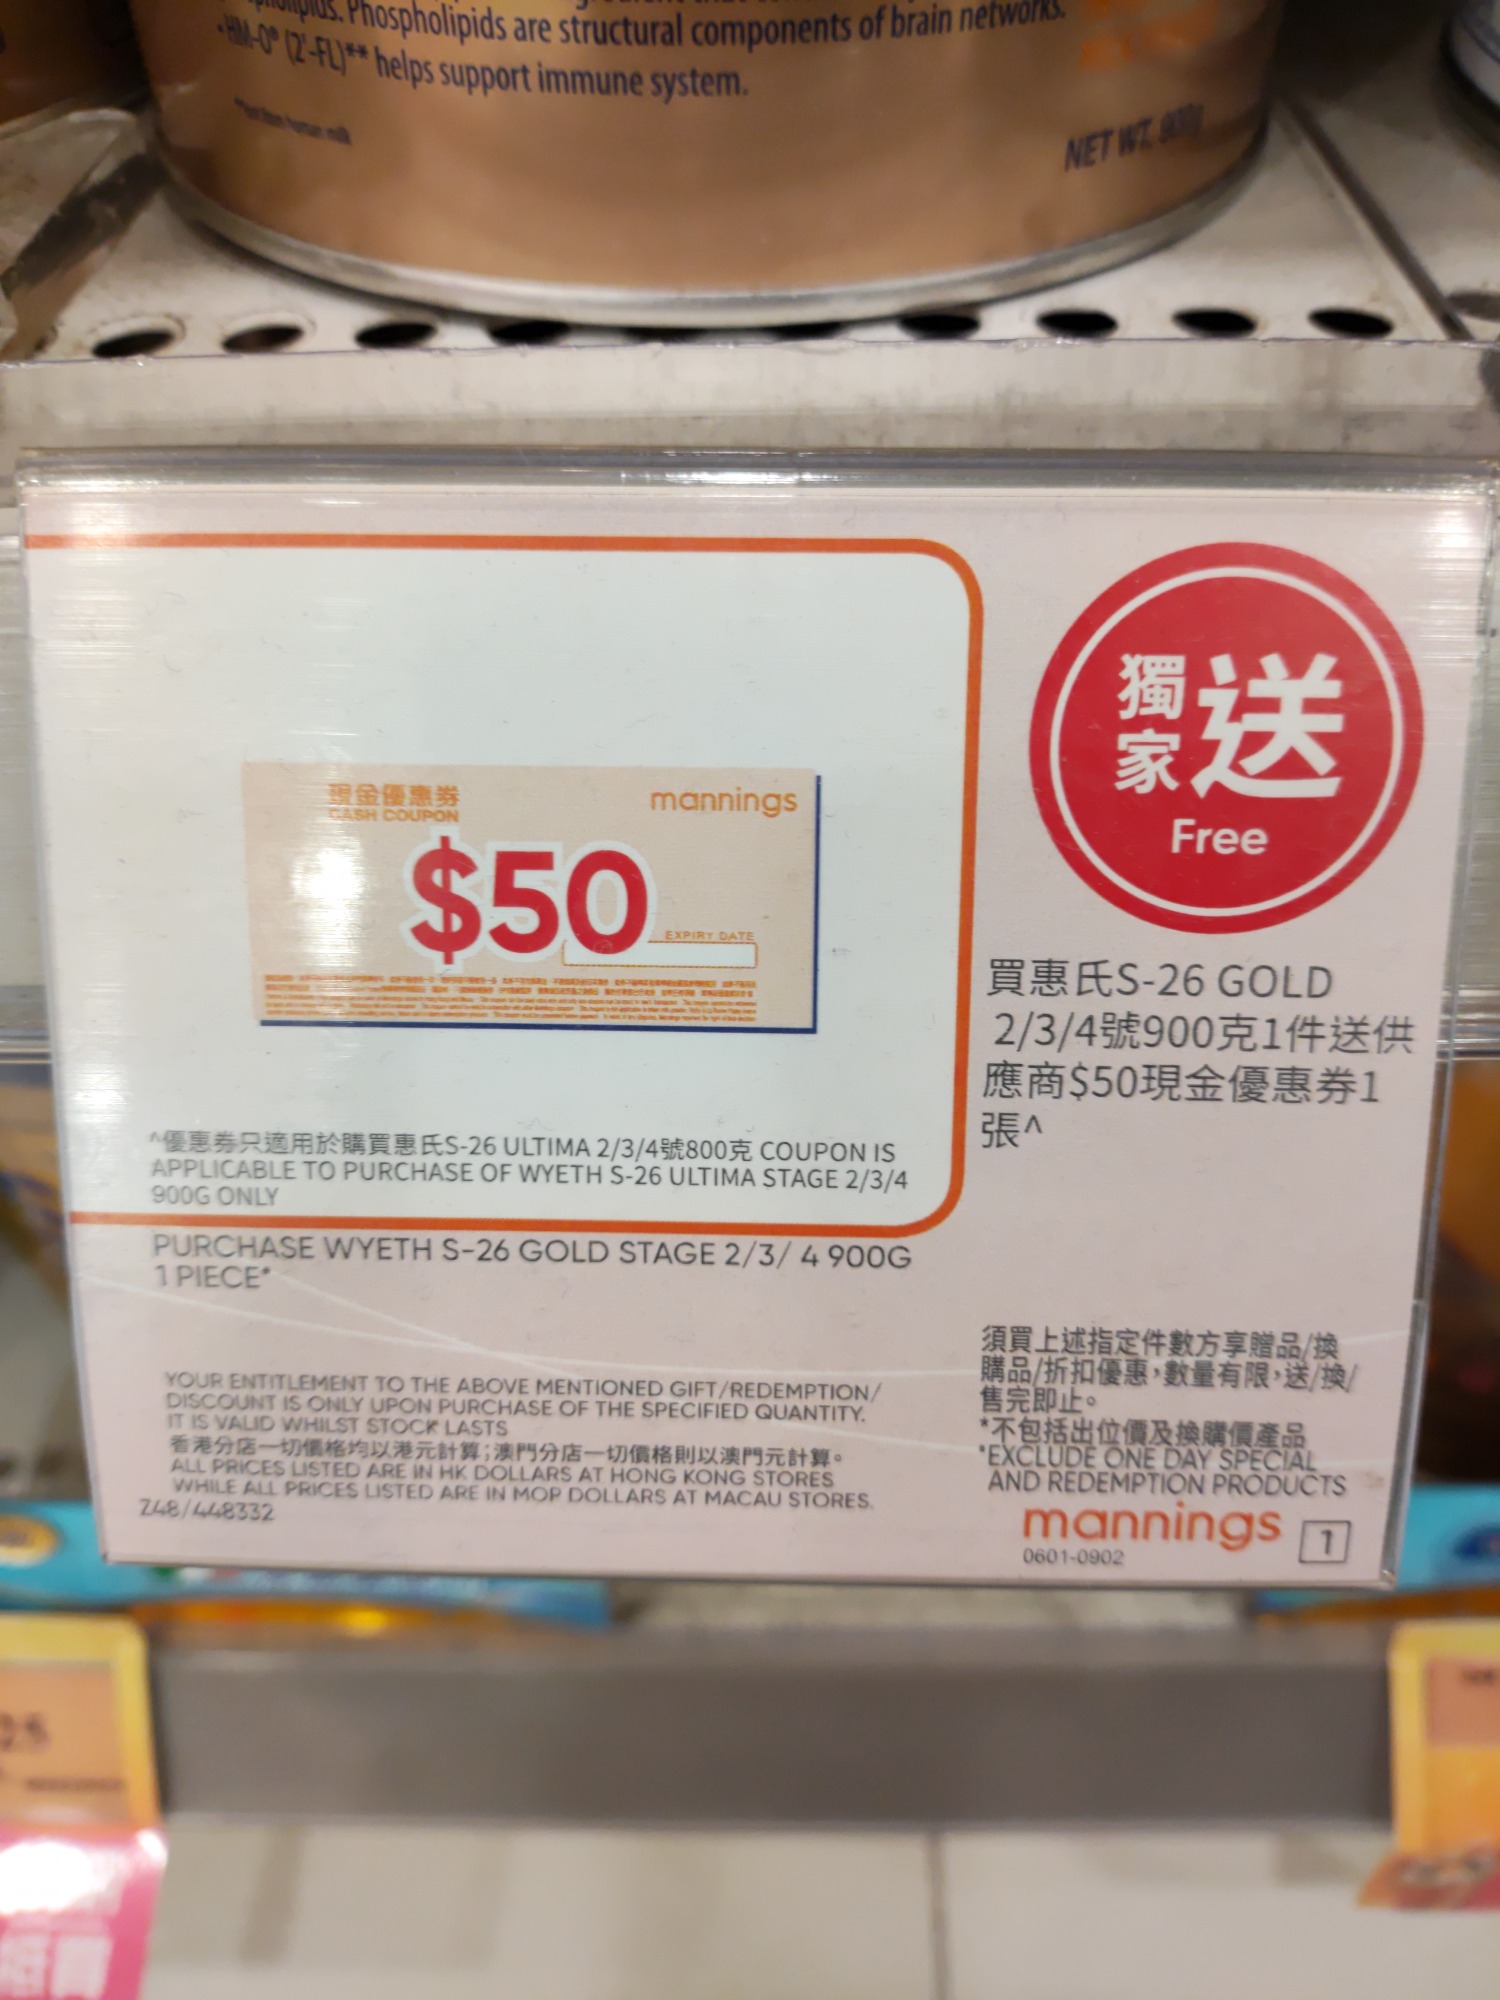 Phospholipids are structural components of brain networks.
HM-O® (2'-FL)** helps support immune system.
NET WT. 900g
獨家送
Free
現金優惠券
CASH COUPON
mannings
$50
EXPIRY DATE
買惠氏S-26 GOLD
2/3/4號900克1件送供
應商$50現金優惠券1
張^
^優惠券只適用於購買惠氏S-26 ULTIMA 2/3/4號800克 COUPON IS
APPLICABLE TO PURCHASE OF WYETH S-26 ULTIMA STAGE 2/3/4
900G ONLY
PURCHASE WYETH S-26 GOLD STAGE 2/3/ 4 900G
1 PIECE*
YOUR ENTITLEMENT TO THE ABOVE MENTIONED GIFT/REDEMPTION/
DISCOUNT IS ONLY UPON PURCHASE OF THE SPECIFIED QUANTITY.
IT IS VALID WHILST STOCK LASTS
香港分店一切價格均以港元計算;澳門分店一切價格則以澳門元計算。
ALL PRICES LISTED ARE IN HK DOLLARS AT HONG KONG STORES
WHILE ALL PRICES LISTED ARE IN MOP DOLLARS AT MACAU STORES.
Z48/448332
須買上述指定件數方享贈品/換
購品/折扣優惠,數量有限,送/換/
售完即止。
*不包括出位價及換購價產品
*EXCLUDE ONE DAY SPECIAL
AND REDEMPTION PRODUCTS
mannings
1
0601-0902
25